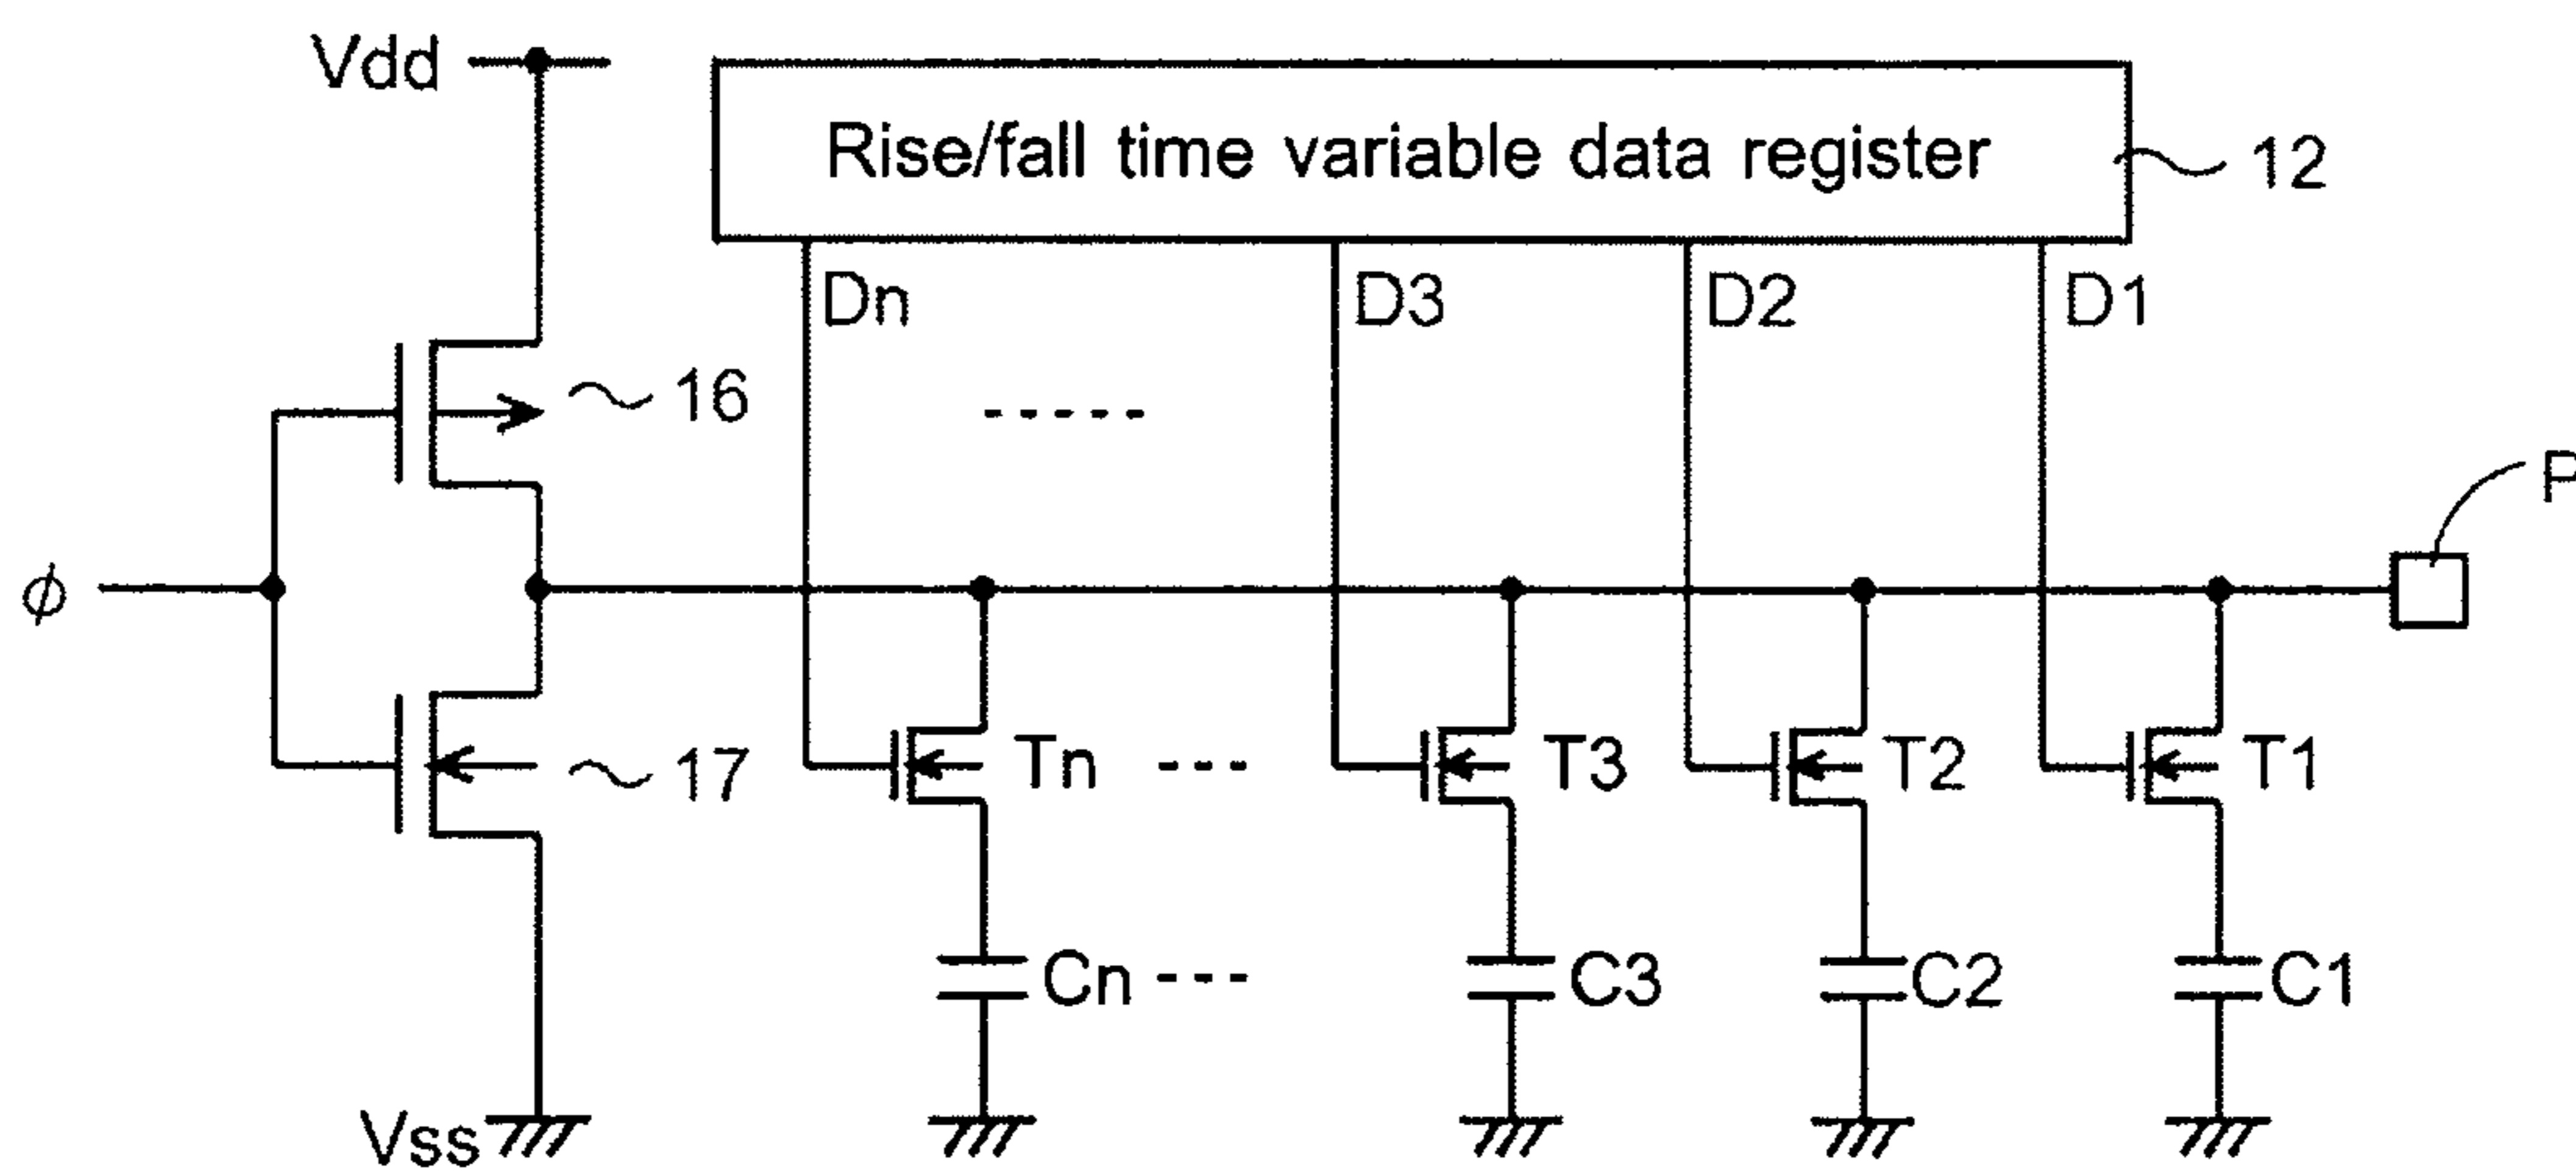 Vdd
Rise/fall time variable data register
12
Dn
D3
D2
D1
16
-----
P
φ
17
Tn
---
T3
T2
T1
Cn
---
C3
C2
C1
Vss